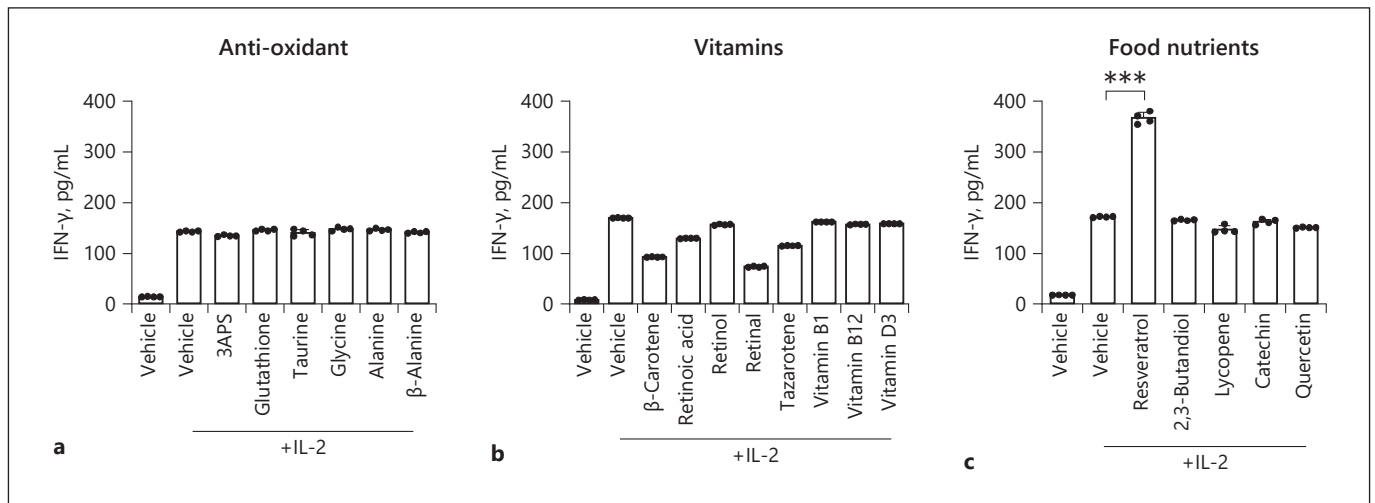 Anti-oxidant
IFN-γ, pg/mL
400
300
200
100
0
Vehicle
Vehicle
3APS
Glutathione
Taurine
Glycine
Alanine
β-Alanine
+IL-2
a
Vitamins
IFN-γ, pg/mL
400
300
200
100
0
Vehicle
Vehicle
β-Carotene
Retinoic acid
Retinol
Retinal
Tazarotene
Vitamin B1
Vitamin B12
Vitamin D3
+IL-2
b
Food nutrients
***
IFN-γ, pg/mL
400
300
200
100
0
Vehicle
Vehicle
Resveratrol
2,3-Butandiol
Lycopene
Catechin
Quercetin
+IL-2
c